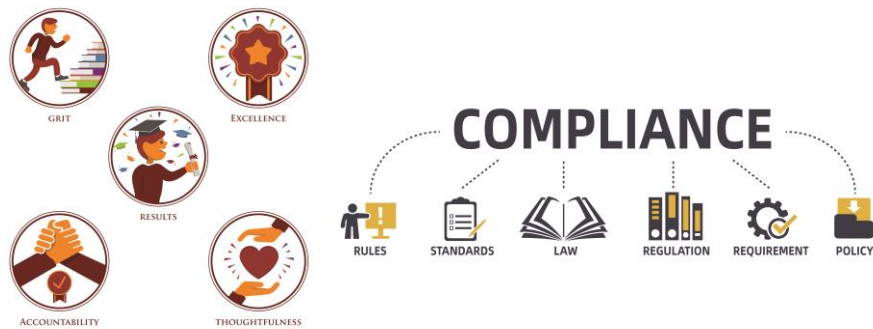 GRIT
EXCELLENCE
RESULTS
ACCOUNTABILITY
THOUGHTFULNESS
COMPLIANCE
RULES
STANDARDS
LAW
REGULATION
REQUIREMENT
POLICY